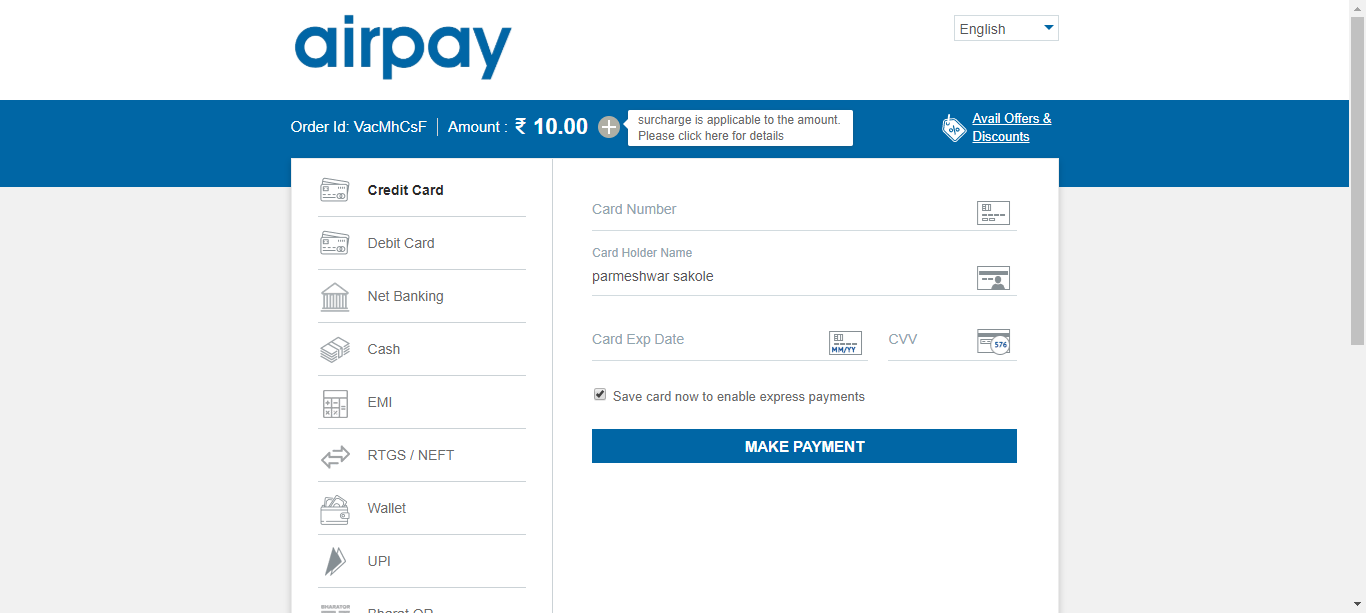 airpay
English
Order Id: VacMhCsF
Amount : ₹ 10.00
surcharge is applicable to the amount.
Please click here for details
Avail Offers &
Discounts
Credit Card
Debit Card
Net Banking
Cash
EMI
RTGS / NEFT
Wallet
UPI
Bharat QR
Card Number
Card Holder Name
parmeshwar sakole
Card Exp Date
MM/YY
CVV
576
Save card now to enable express payments
MAKE PAYMENT